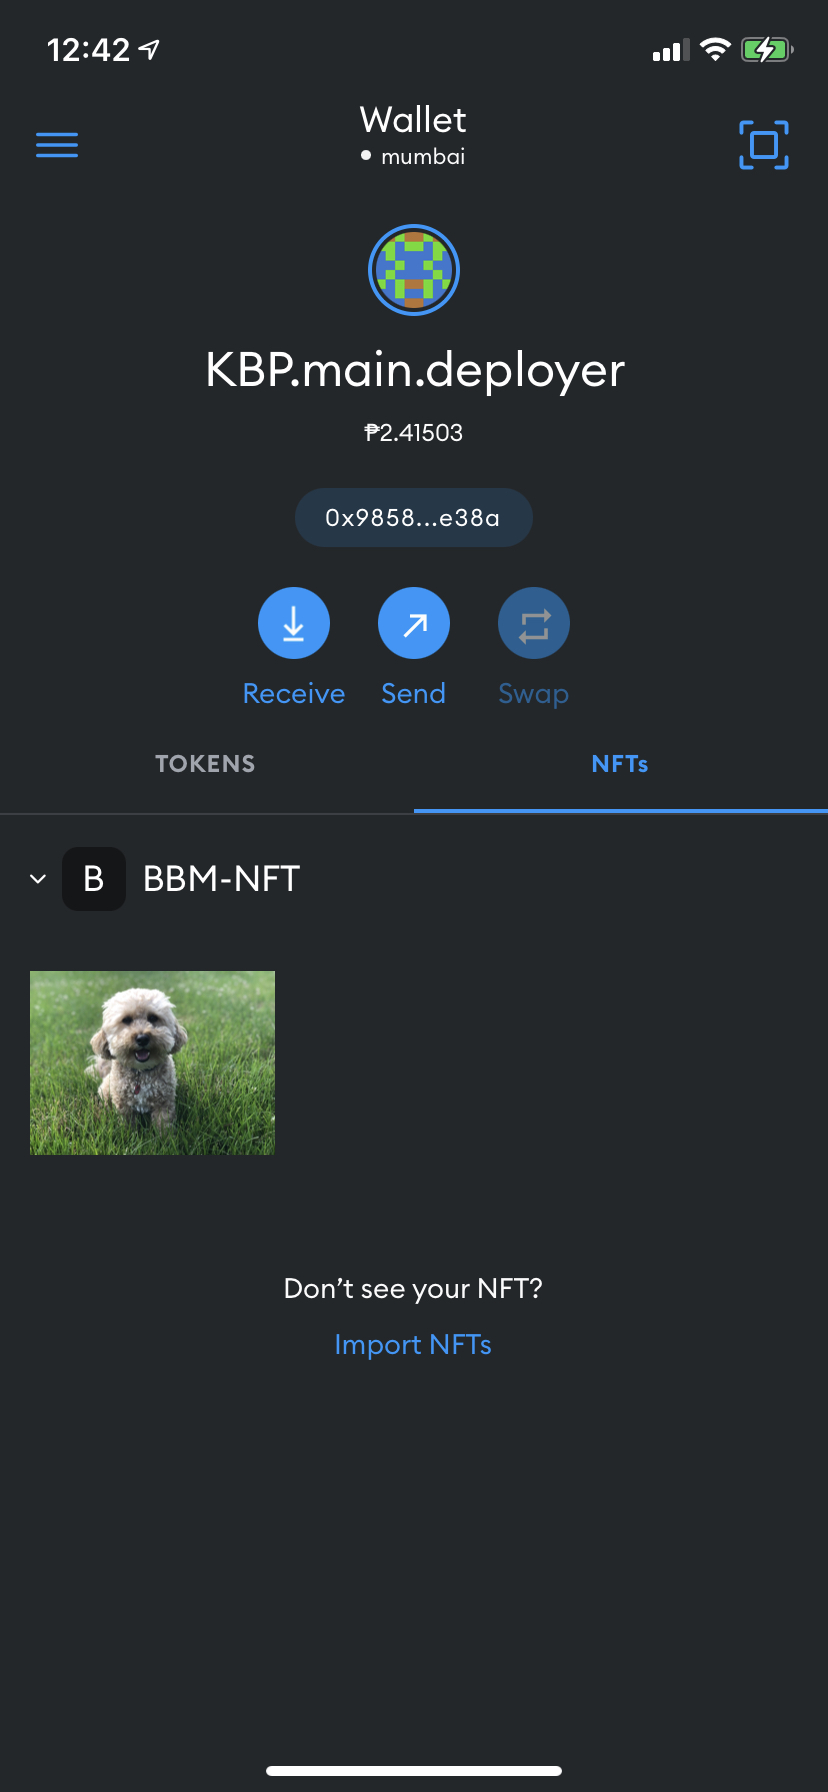 12:42
Wallet
mumbai
KBP.main.deployer
₱2.41503
0x9858...e38a
Receive Send Swap
TOKENS NFTs
B BBM-NFT
Don’t see your NFT?
Import NFTs